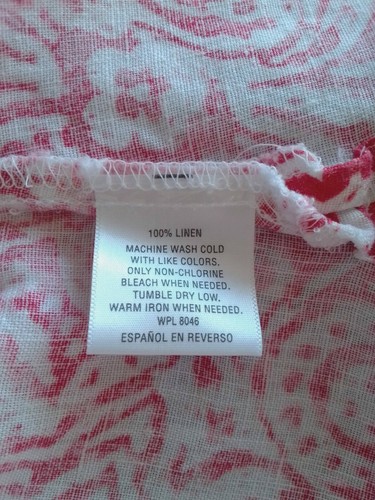 100% LINEN
MACHINE WASH COLD
WITH LIKE COLORS.
ONLY NON-CHLORINE
BLEACH WHEN NEEDED.
TUMBLE DRY LOW.
WARM IRON WHEN NEEDED.
WPL 8046
ESPAÑOL EN REVERSO